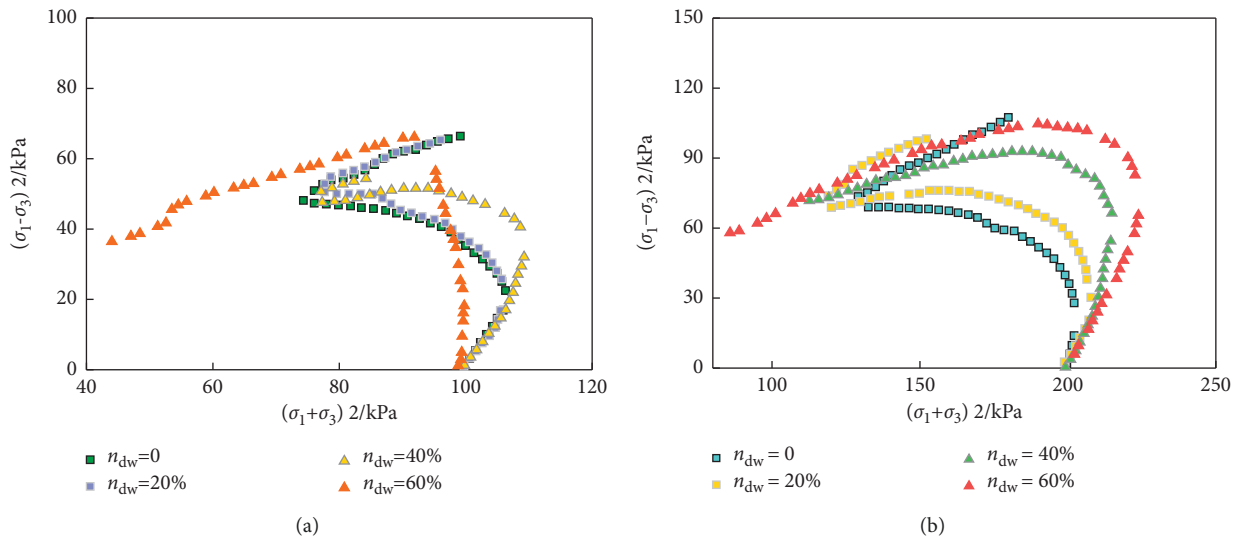 100
80
60
40
20
0
(σ1-σ3) 2/kPa
40 60 80 100 120
(σ1+σ3) 2/kPa
ndw=0 ndw=40%
ndw=20% ndw=60%
(a)
150
120
90
60
30
0
(σ1−σ3) 2/kPa
100 150 200 250
(σ1+σ3) 2/kPa
ndw = 0 ndw = 40%
ndw = 20% ndw = 60%
(b)